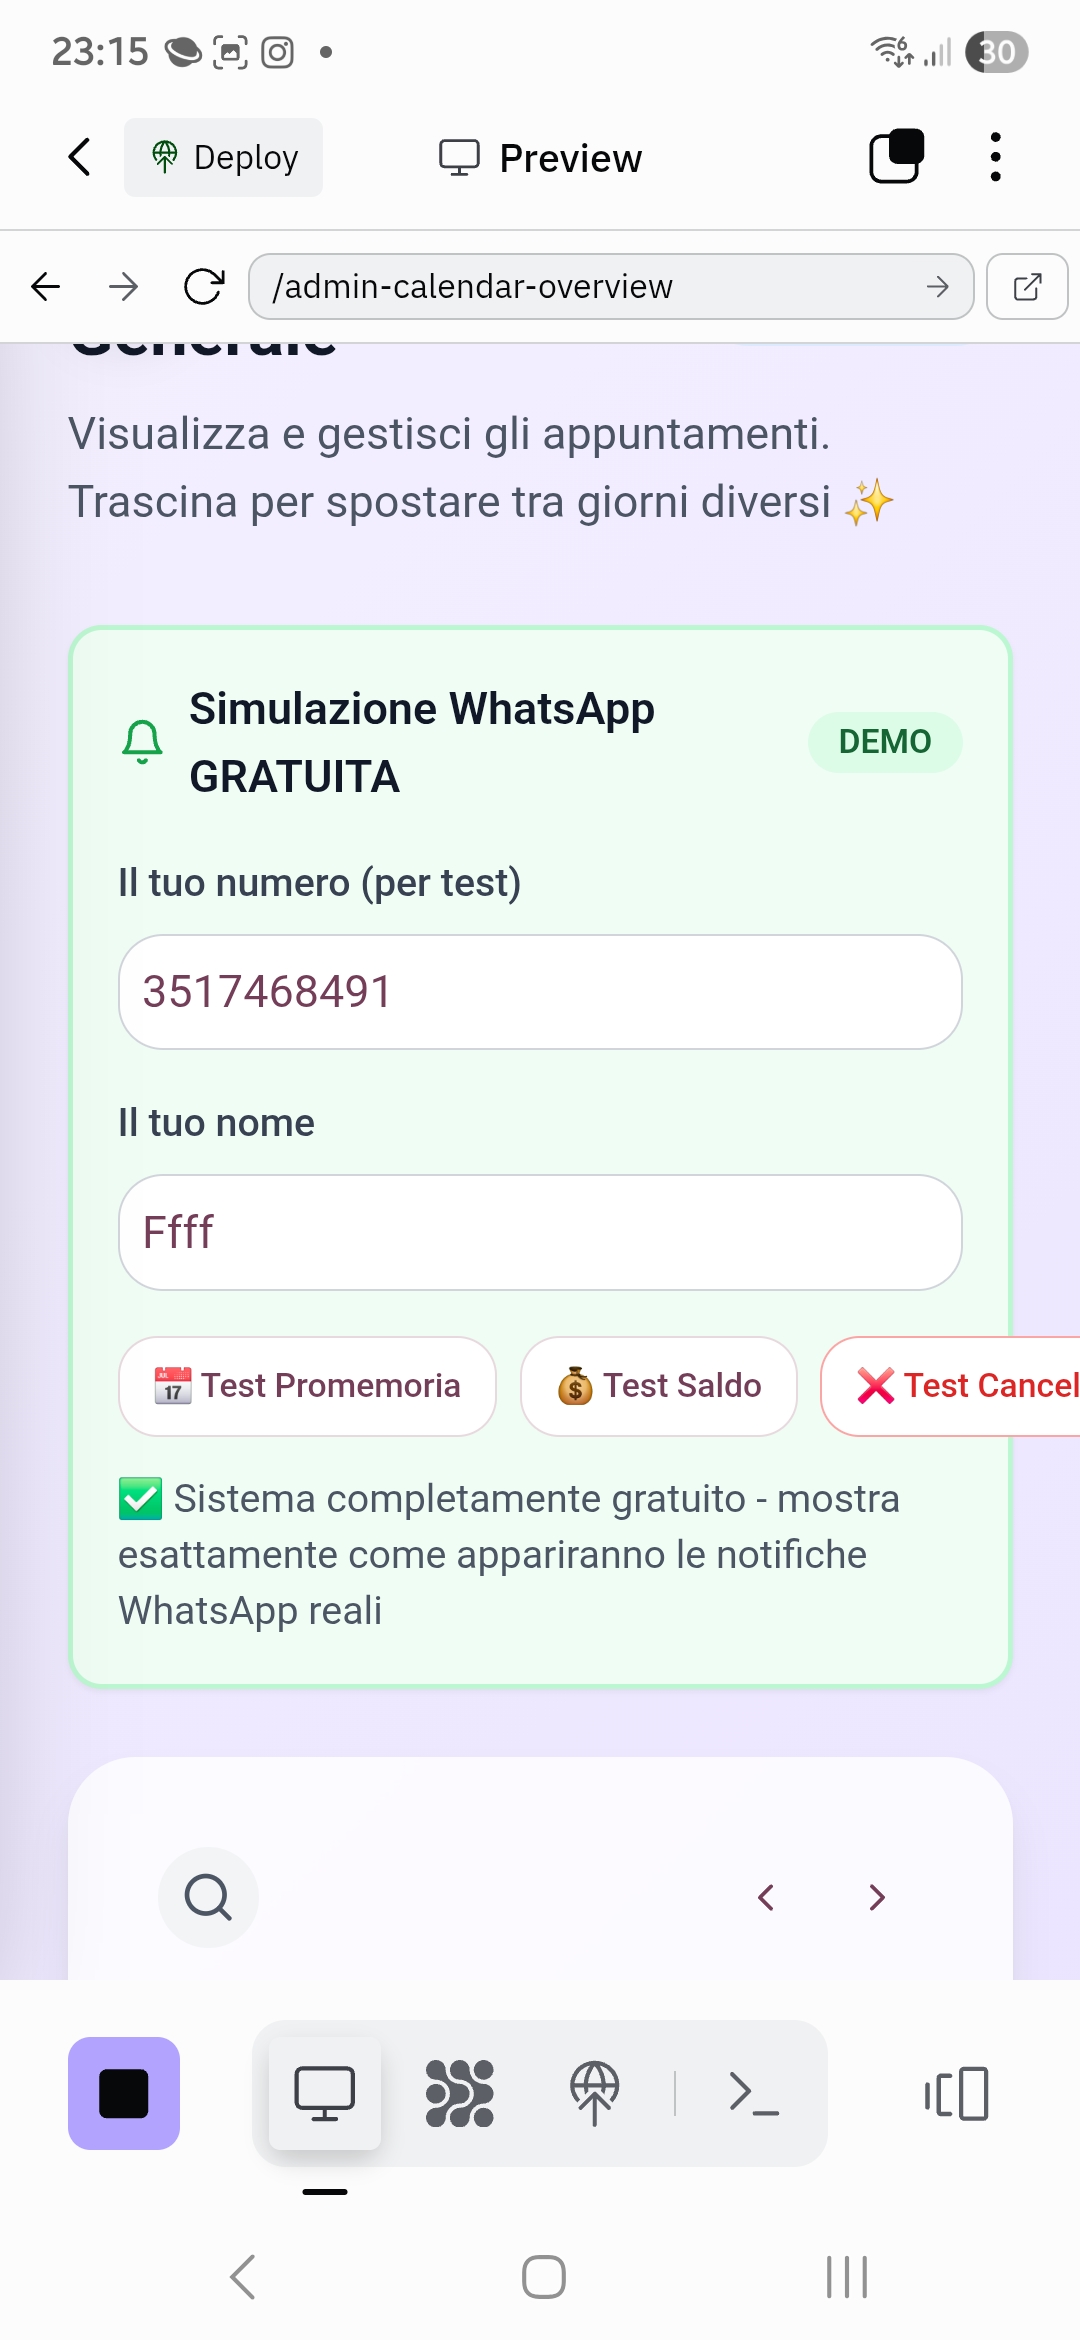 23:15
30
Deploy
Preview
/admin-calendar-overview
Generale
Visualizza e gestisci gli appuntamenti.
Trascina per spostare tra giorni diversi ✨
Simulazione WhatsApp
GRATUITA
DEMO
Il tuo numero (per test)
3517468491
Il tuo nome
Ffff
📅 Test Promemoria
💰 Test Saldo
❌ Test Cancel
✅ Sistema completamente gratuito - mostra
esattamente come appariranno le notifiche
WhatsApp reali